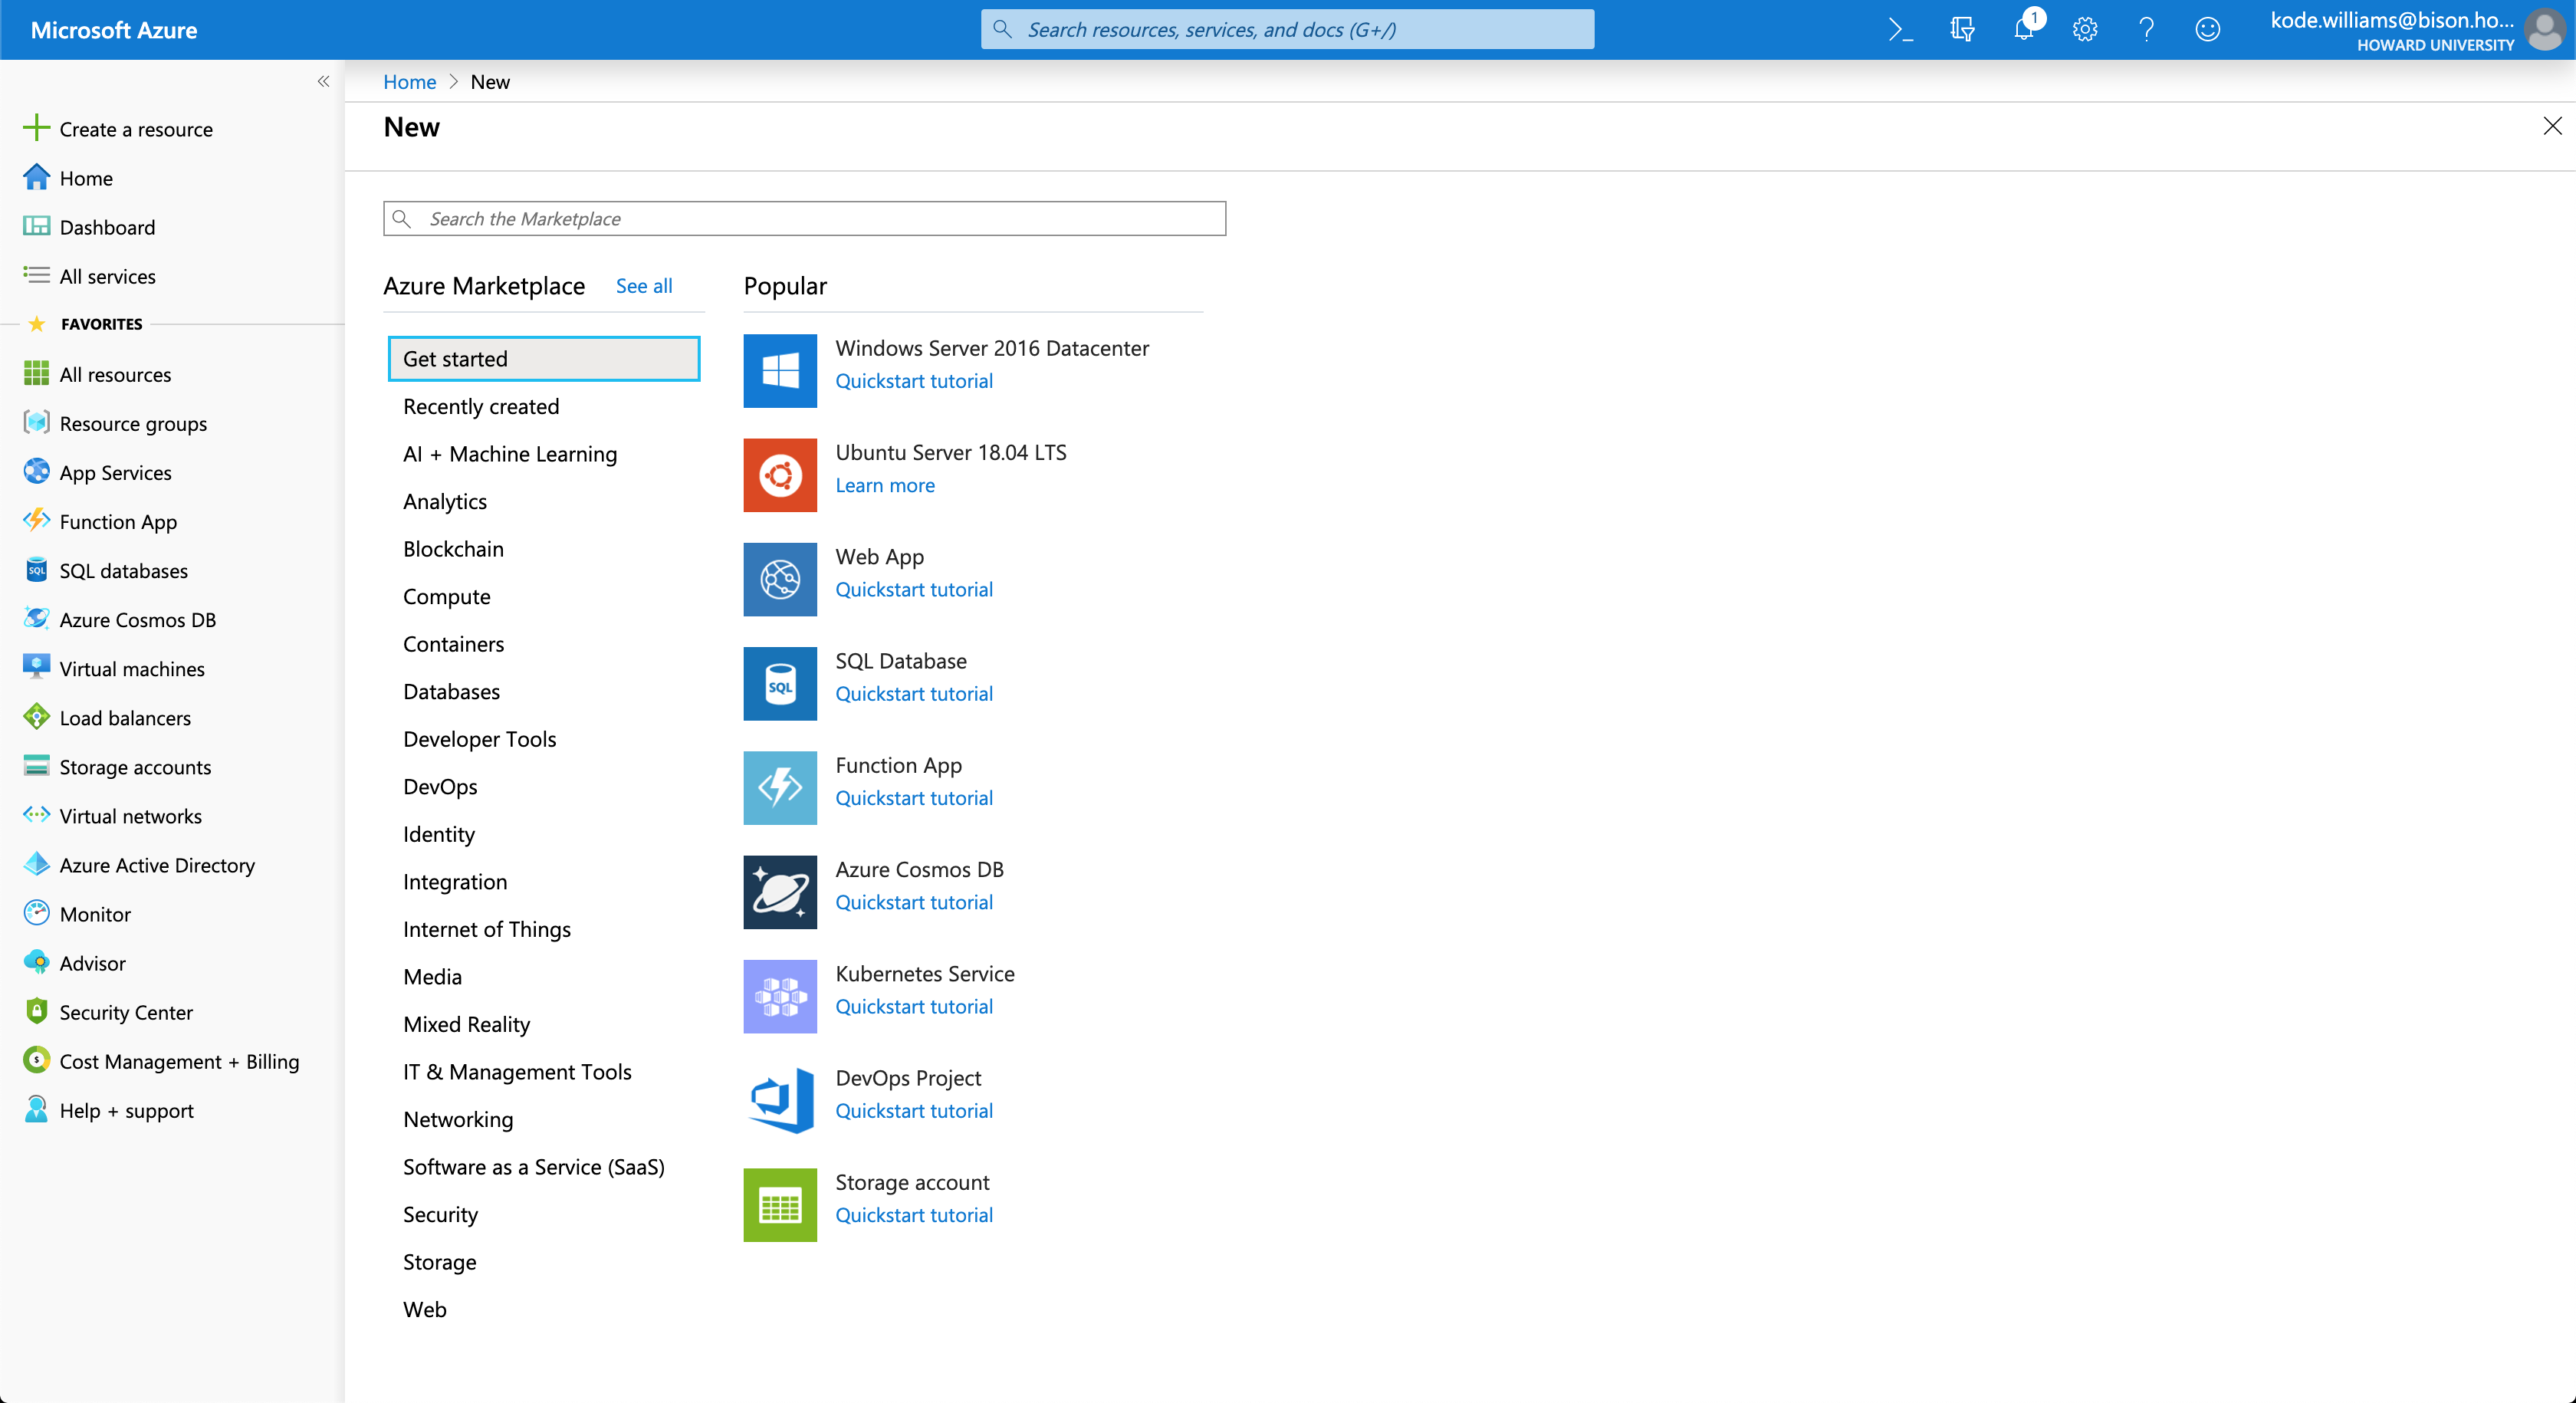 Microsoft Azure
Search resources, services, and docs (G+/)
1
kode.williams@bison.ho...
HOWARD UNIVERSITY
Create a resource
Home
Dashboard
All services
FAVORITES
All resources
Resource groups
App Services
Function App
SQL
SQL databases
Azure Cosmos DB
Virtual machines
Load balancers
Storage accounts
Virtual networks
Azure Active Directory
Monitor
Advisor
Security Center
Cost Management + Billing
Help + support
Home > New
New
Search the Marketplace
Azure Marketplace See all
Get started
Recently created
AI + Machine Learning
Analytics
Blockchain
Compute
Containers
Databases
Developer Tools
DevOps
Identity
Integration
Internet of Things
Media
Mixed Reality
IT & Management Tools
Networking
Software as a Service (SaaS)
Security
Storage
Web
Popular
Windows Server 2016 Datacenter
Quickstart tutorial
Ubuntu Server 18.04 LTS
Learn more
Web App
Quickstart tutorial
SQL
SQL Database
Quickstart tutorial
Function App
Quickstart tutorial
Azure Cosmos DB
Quickstart tutorial
Kubernetes Service
Quickstart tutorial
DevOps Project
Quickstart tutorial
Storage account
Quickstart tutorial